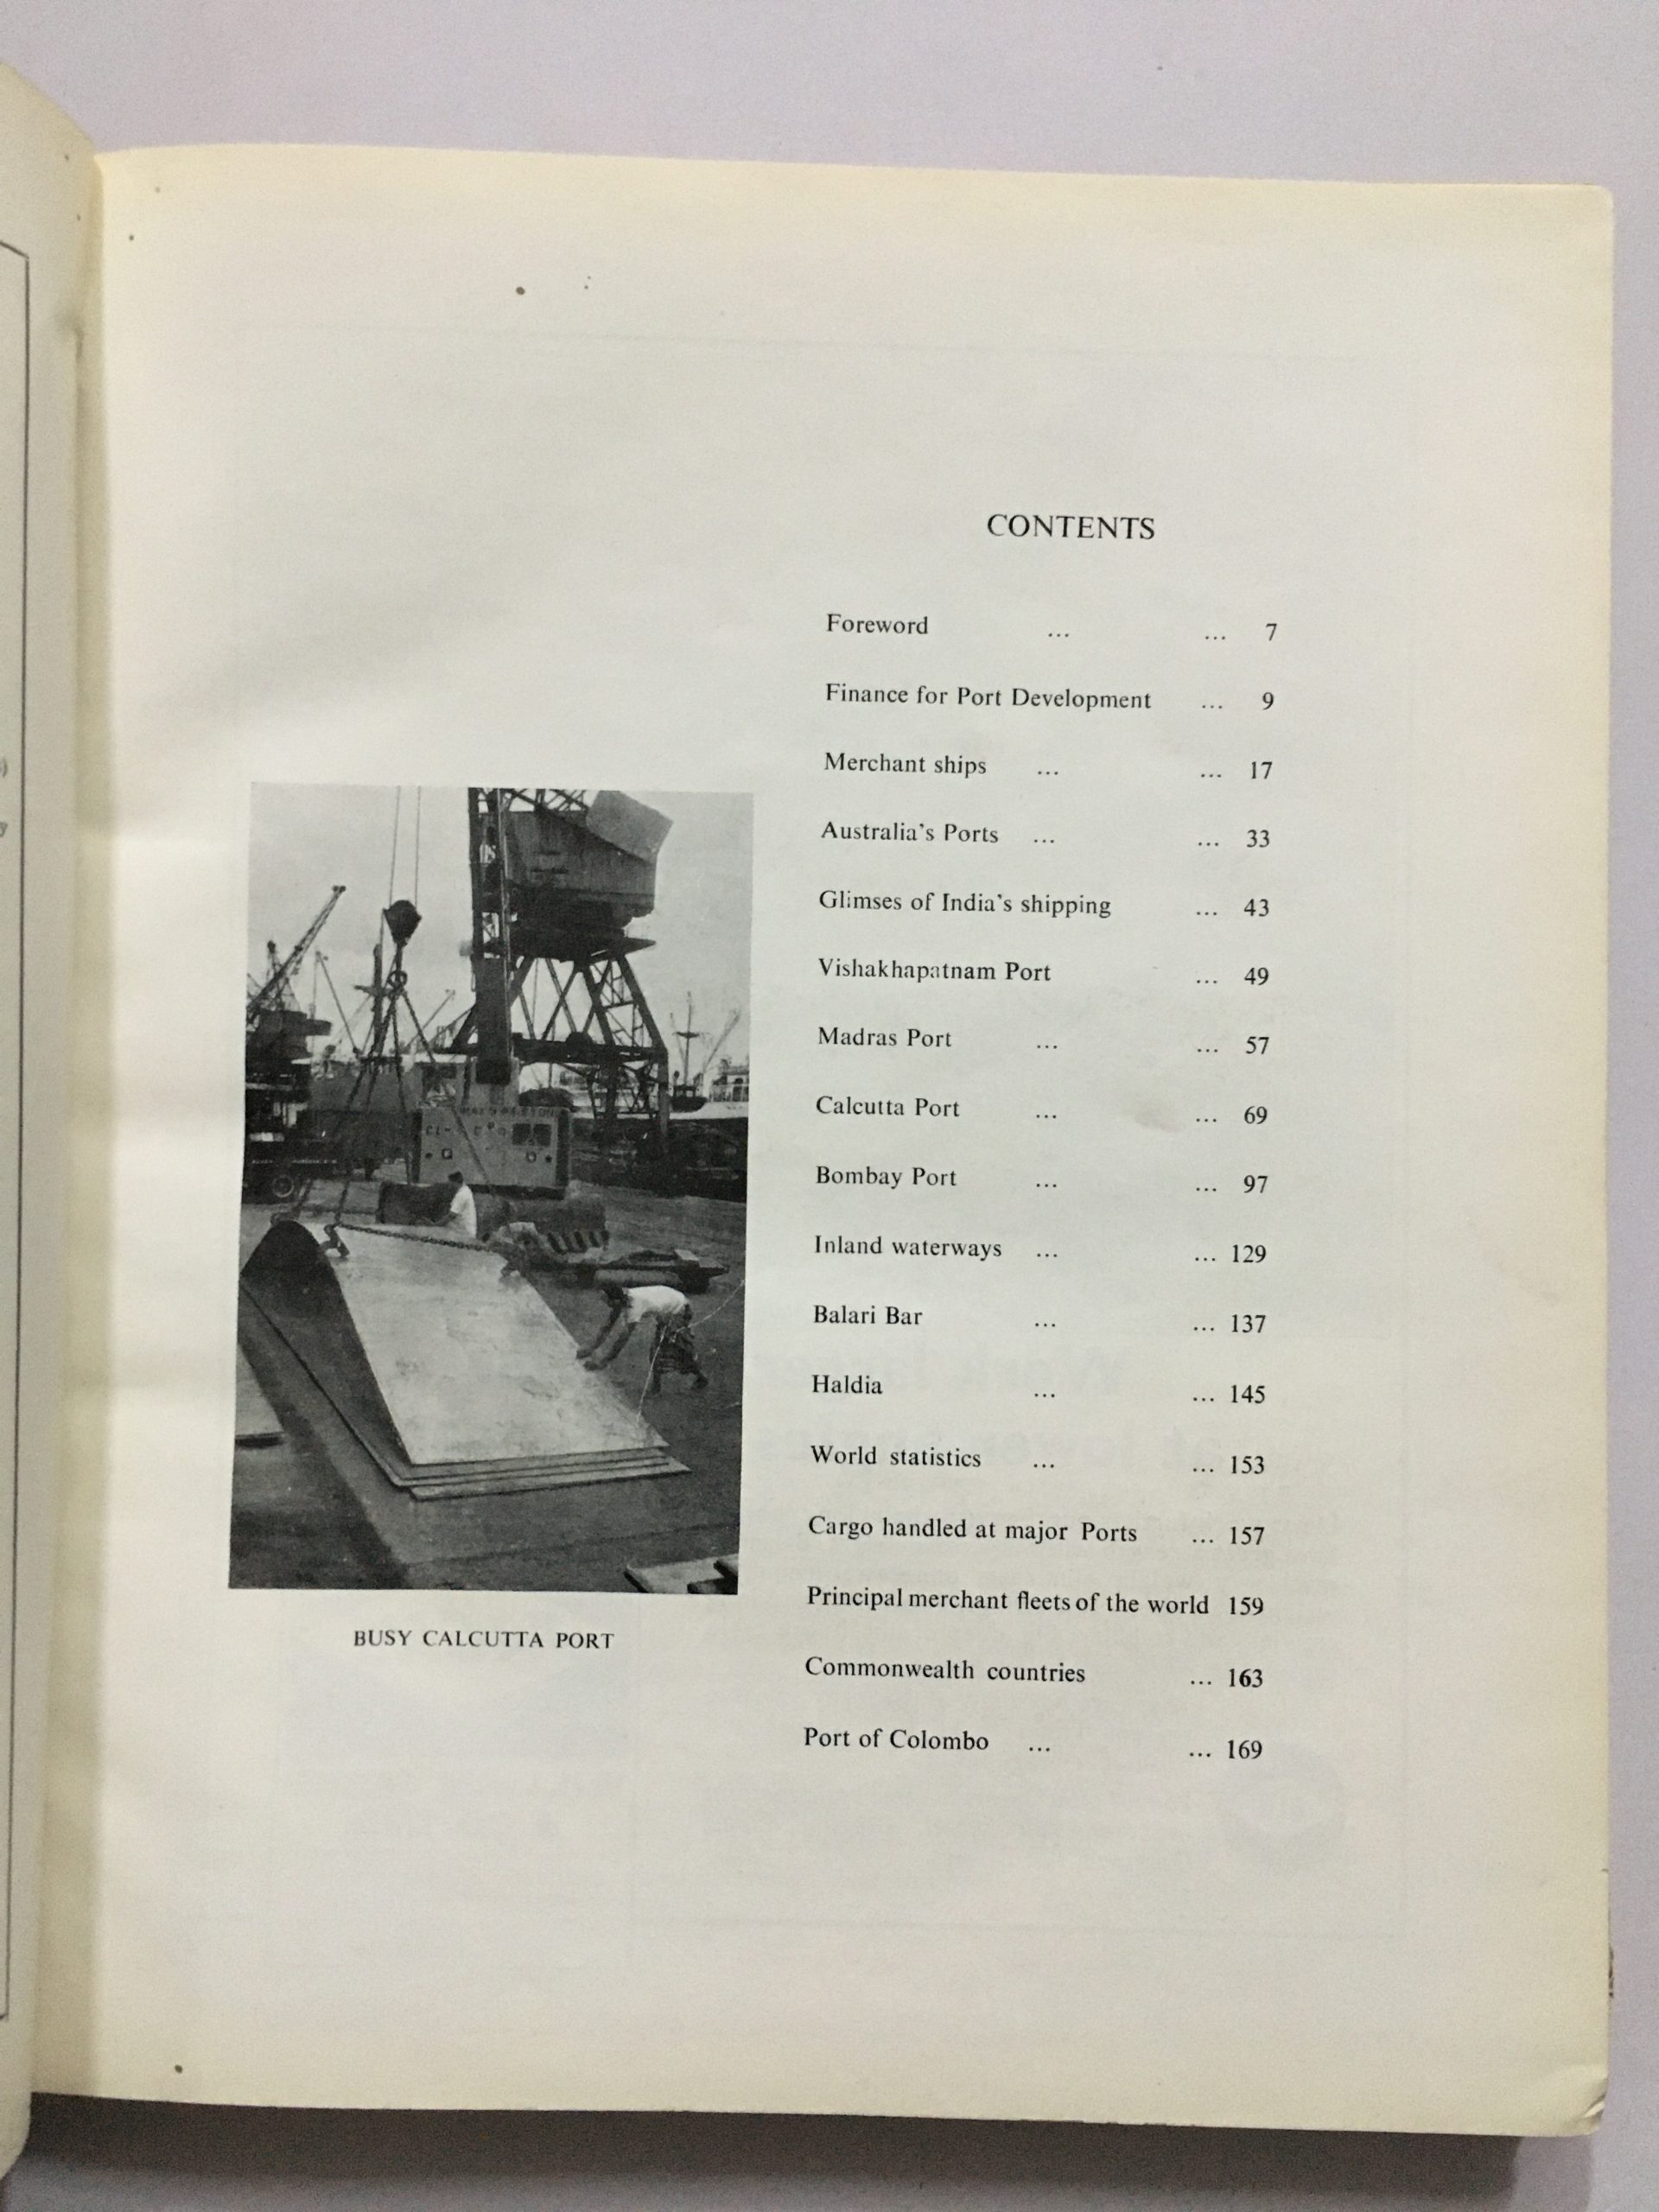 CONTENTS
Foreword ... ... 7
Finance for Port Development ... 9
Merchant ships ... ... 17
Australia's Ports ... ... 33
Glimses of India's shipping ... 43
Vishakhapatnam Port ... 49
Madras Port ... ... 57
Calcutta Port ... ... 69
Bombay Port ... ... 97
Inland waterways ... ... 129
Balari Bar ... ... 137
Haldia ... ... 145
World statistics ... ... 153
Cargo handled at major Ports ... 157
Principal merchant fleets of the world 159
Commonwealth countries ... 163
Port of Colombo ... ... 169
BUSY CALCUTTA PORT